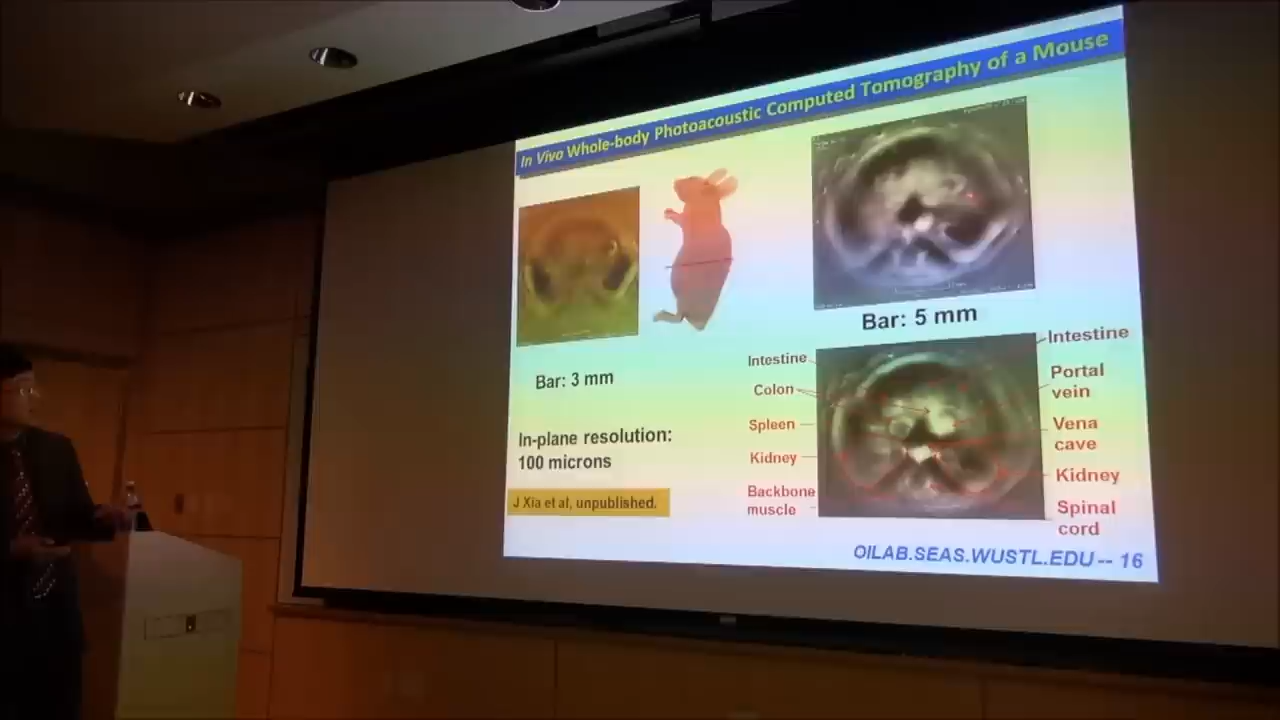 In Vivo Whole-body Photoacoustic Computed Tomography of a Mouse
Bar: 3 mm
In-plane resolution:
100 microns
J Xia et al, unpublished.
Bar: 5 mm
Intestine
Colon
Spleen
Kidney
Backbone
muscle
Intestine
Portal
vein
Vena
cave
Kidney
Spinal
cord
OILAB.SEAS.WUSTL.EDU -- 16